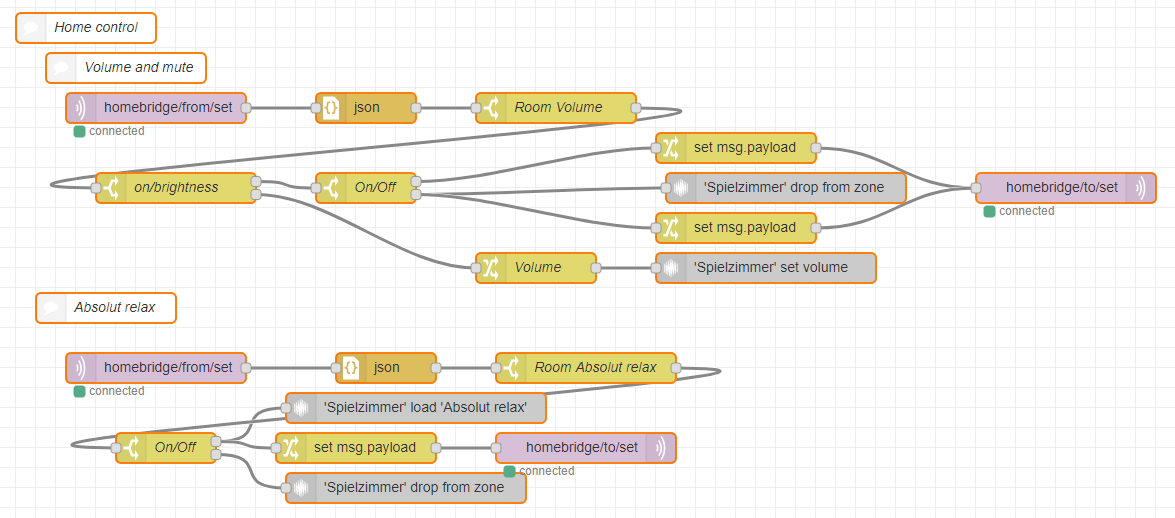 Home control
Volume and mute
homebridge/from/set
json
Room Volume
connected
set msg.payload
on/brightness
On/Off
'Spielzimmer' drop from zone
homebridge/to/set
connected
set msg.payload
Volume
'Spielzimmer' set volume
Absolut relax
homebridge/from/set
json
Room Absolut relax
connected
'Spielzimmer' load 'Absolut relax'
On/Off
set msg.payload
homebridge/to/set
connected
'Spielzimmer' drop from zone